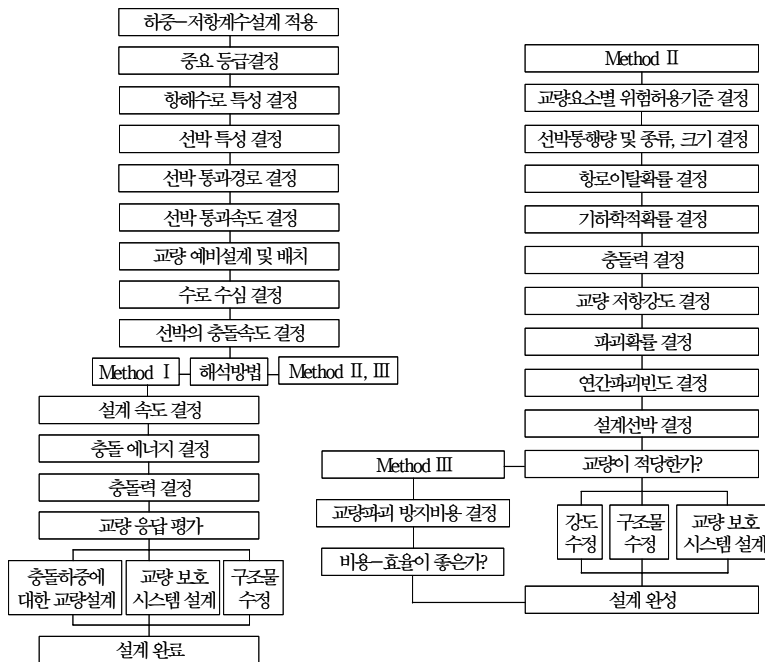 하중-저항계수설계 적용
중요 등급결정
항해수로 특성 결정
선박 특성 결정
선박 통과경로 결정
선박 통과속도 결정
교량 예비설계 및 배치
수로 수심 결정
선박의 충돌속도 결정
Method Ⅰ
해석방법
Method Ⅱ, Ⅲ
설계 속도 결정
충돌 에너지 결정
충돌력 결정
교량 응답 평가
충돌하중에
대한 교량설계
교량 보호
시스템 설계
구조물
수정
설계 완료
Method Ⅱ
교량요소별 위험허용기준 결정
선박통행량 및 종류, 크기 결정
항로이탈확률 결정
기하학적확률 결정
충돌력 결정
교량 저항강도 결정
파괴확률 결정
연간파괴빈도 결정
설계선박 결정
교량이 적당한가?
Method Ⅲ
교량파괴 방지비용 결정
비용-효율이 좋은가?
강도
수정
구조물
수정
교량 보호
시스템 설계
설계 완성